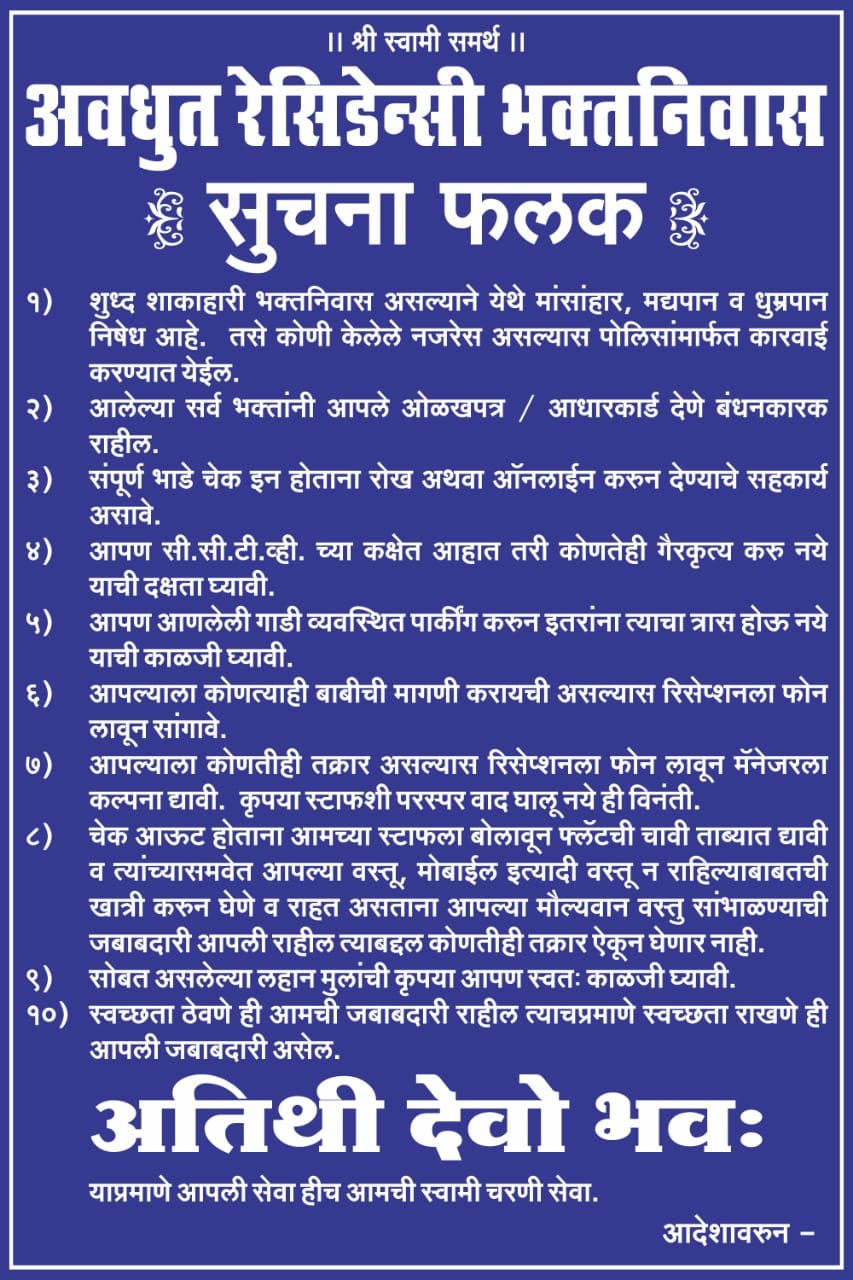 ।। श्री स्वामी समर्थ ।।
अवधुत रेसिडेन्सी भक्तनिवास
सुचना फलक
१) शुध्द शाकाहारी भक्तनिवास असल्याने येथे मांसांहार, मद्यपान व धुम्रपान
निषेध आहे. तसे कोणी केलेले नजरेस असल्यास पोलिसांमार्फत कारवाई
करण्यात येईल.
२) आलेल्या सर्व भक्तांनी आपले ओळखपत्र / आधारकार्ड देणे बंधनकारक
राहील.
३) संपूर्ण भाडे चेक इन होताना रोख अथवा ऑनलाईन करुन देण्याचे सहकार्य
असावे.
४) आपण सी.सी.टी.व्ही. च्या कक्षेत आहात तरी कोणतेही गैरकृत्य करु नये
याची दक्षता घ्यावी.
५) आपण आणलेली गाडी व्यवस्थित पार्कींग करुन इतरांना त्याचा त्रास होऊ नये
याची काळजी घ्यावी.
६) आपल्याला कोणत्याही बाबीची मागणी करायची असल्यास रिसेप्शनला फोन
लावून सांगावे.
७) आपल्याला कोणतीही तक्रार असल्यास रिसेप्शनला फोन लावून मॅनेजरला
कल्पना द्यावी. कृपया स्टाफशी परस्पर वाद घालू नये ही विनंती.
८) चेक आऊट होताना आमच्या स्टाफला बोलावून फ्लॅटची चावी ताब्यात द्यावी
व त्यांच्यासमवेत आपल्या वस्तू, मोबाईल इत्यादी वस्तू न राहिल्याबाबतची
खात्री करुन घेणे व राहत असताना आपल्या मौल्यवान वस्तु सांभाळण्याची
जबाबदारी आपली राहील त्याबद्दल कोणतीही तक्रार ऐकून घेणार नाही.
९) सोबत असलेल्या लहान मुलांची कृपया आपण स्वतः काळजी घ्यावी.
१०) स्वच्छता ठेवणे ही आमची जबाबदारी राहील त्याचप्रमाणे स्वच्छता राखणे ही
आपली जबाबदारी असेल.
अतिथी देवो भवः
याप्रमाणे आपली सेवा हीच आमची स्वामी चरणी सेवा.
आदेशावरुन –